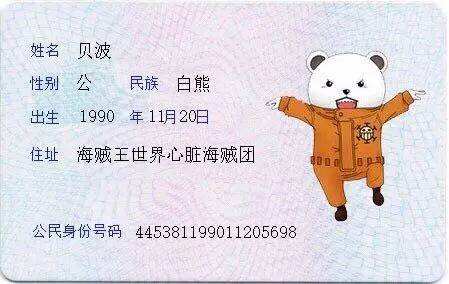 姓名 贝波
性别 公 民族 白熊
出生 1990 年 11月20日
住址 海贼王世界心脏海贼团
公民身份号码 445381199011205698